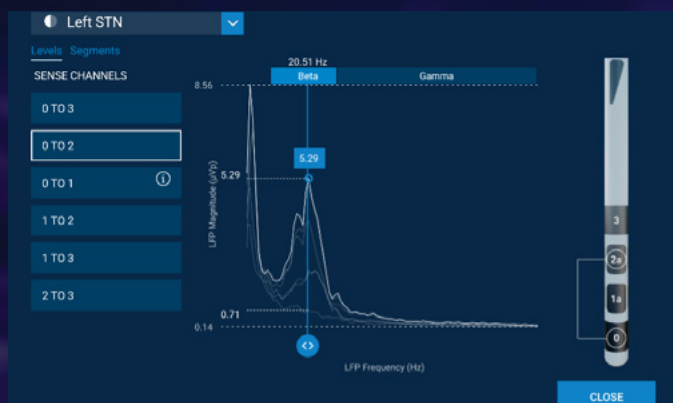 Left STN
Levels Segments
SENSE CHANNELS
0 TO 3
0 TO 2
0 TO 1
1 TO 2
1 TO 3
2 TO 3
20.51 Hz
Beta Gamma
8.56
5.29
5.29
0.71
0.14
LFP Magnitude (µVp)
LFP Frequency (Hz)
3
2a
1a
0
CLOSE